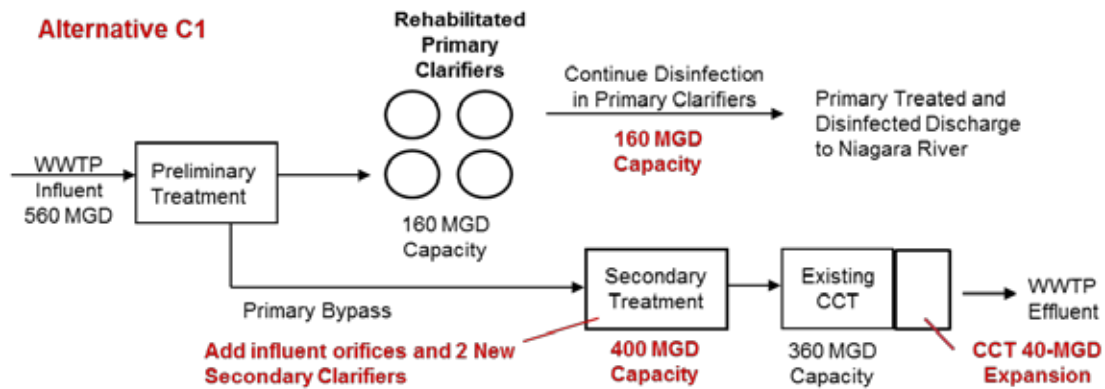 Alternative C1
Rehabilitated
Primary
Clarifiers
Continue Disinfection
in Primary Clarifiers
160 MGD
Capacity
Primary Treated and
Disinfected Discharge
to Niagara River
WWTP
Influent
560 MGD
Preliminary
Treatment
160 MGD
Capacity
Primary Bypass
Secondary
Treatment
Existing
CCT
WWTP
Effluent
Add influent orifices and 2 New
Secondary Clarifiers
400 MGD
Capacity
360 MGD
Capacity
CCT 40-MGD
Expansion